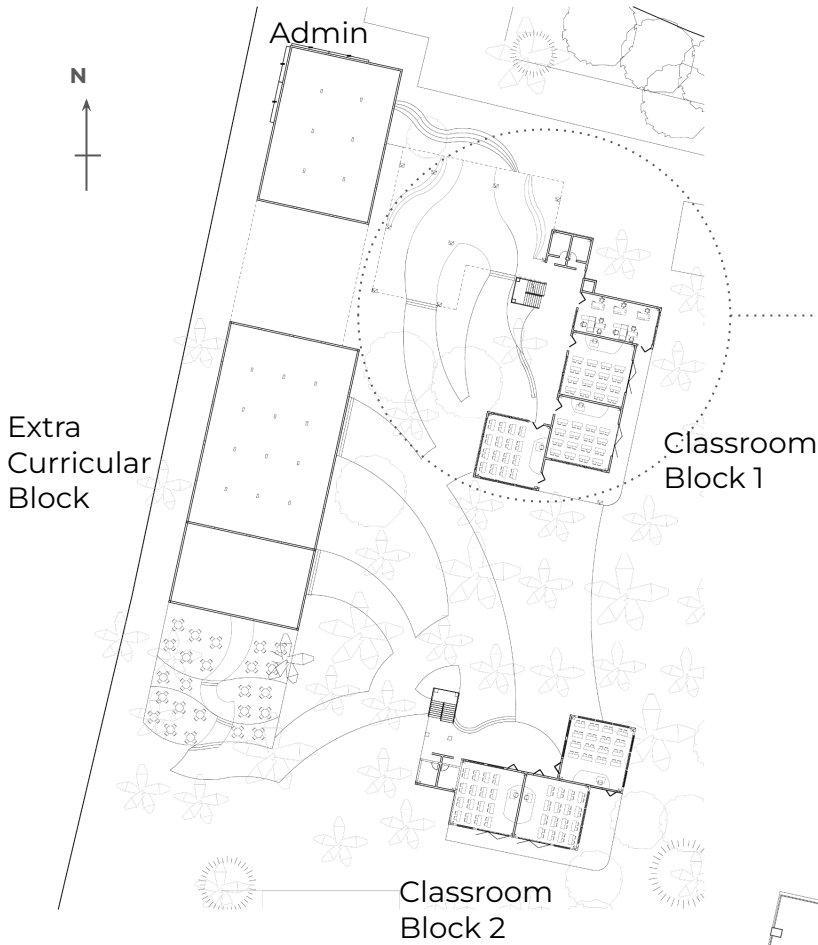 Admin
N
Extra
Curricular
Block
Classroom
Block 1
Classroom
Block 2